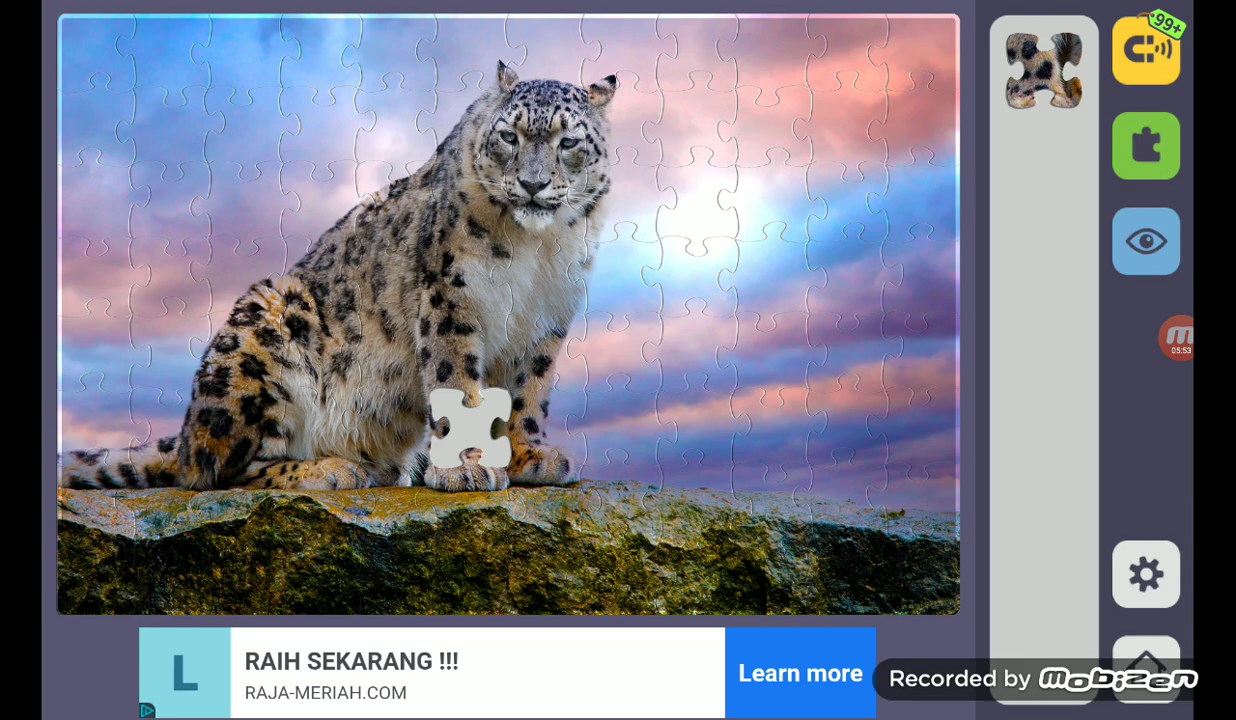 99+
05:53
L
RAIH SEKARANG !!!
RAJA-MERIAH.COM
Learn more
Recorded by mobizen